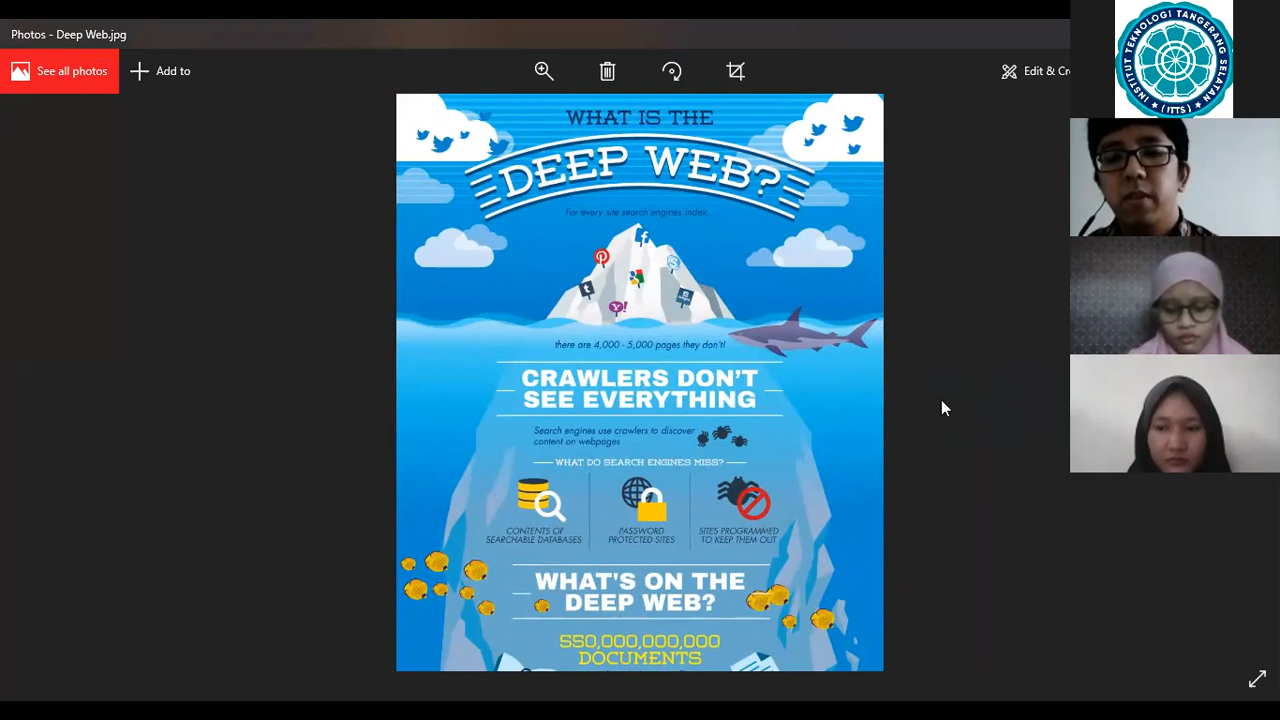 Photos - Deep Web.jpg
See all photos
Add to
Edit & Cr
INSTITUT TEKNOLOGI TANGERANG SELATAN
(ITTS)
WHAT IS THE
DEEP WEB?
For every site search engines index...
f
t
Y!
there are 4,000 - 5,000 pages they don't!
CRAWLERS DON'T
SEE EVERYTHING
Search engines use crawlers to discover
content on webpages
WHAT DO SEARCH ENGINES MISS?
CONTENTS OF
SEARCHABLE DATABASES
PASSWORD
PROTECTED SITES
SITES PROGRAMMED
TO KEEP THEM OUT
WHAT'S ON THE
DEEP WEB?
550,000,000,000
DOCUMENTS